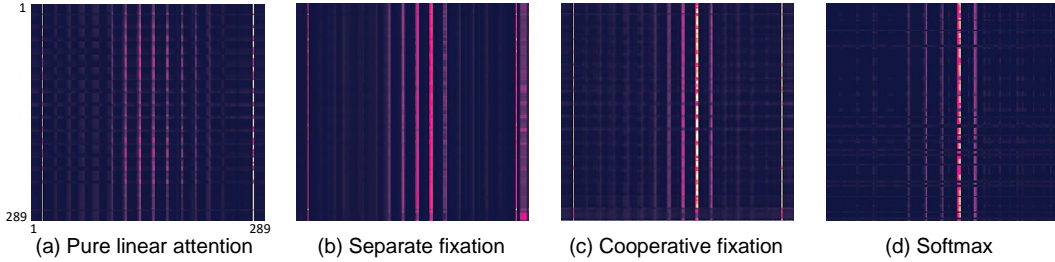 1
289
1
289
(a) Pure linear attention
(b) Separate fixation
(c) Cooperative fixation
(d) Softmax